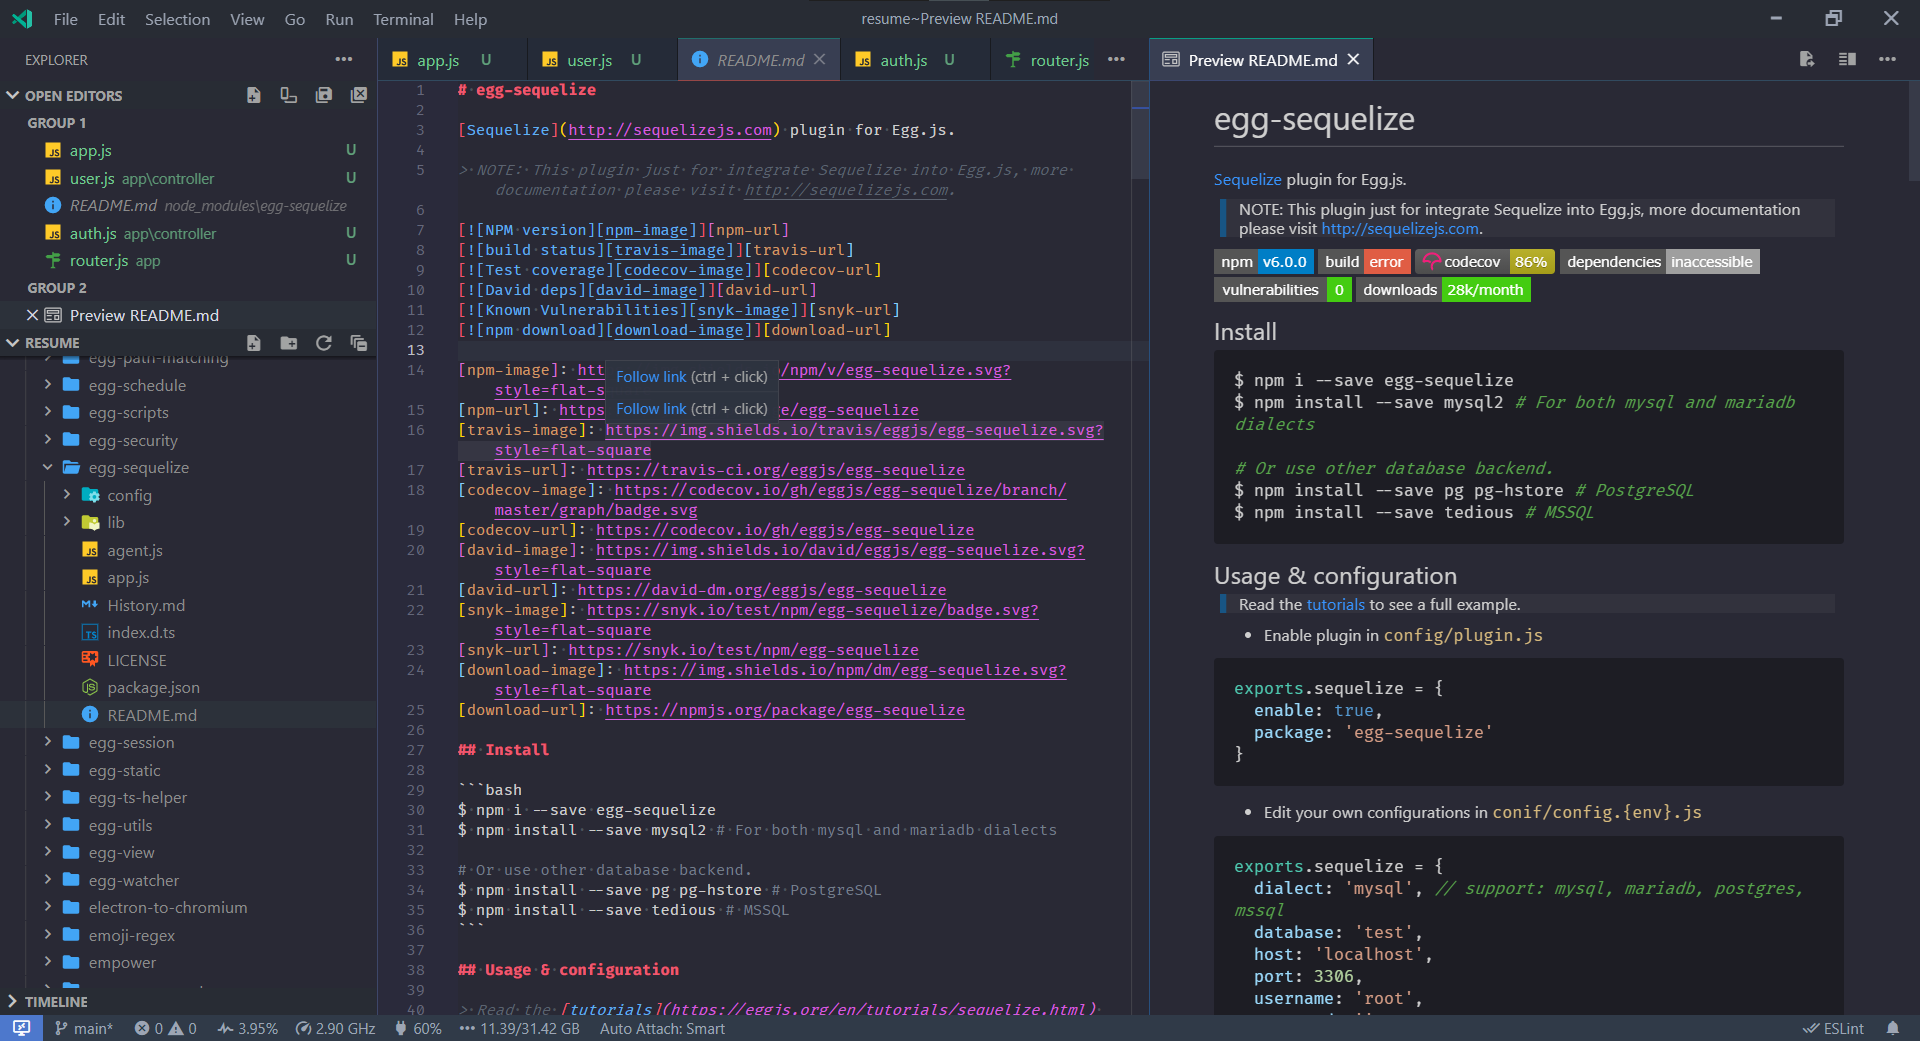 File Edit Selection View Go Run Terminal Help
resume~Preview README.md
EXPLORER
OPEN EDITORS
GROUP 1
app.js U
user.js app\controller U
README.md node_modules\egg-sequelize
auth.js app\controller U
router.js app U
GROUP 2
Preview README.md
RESUME
egg-path-matching
egg-schedule
egg-scripts
egg-security
egg-sequelize
config
lib
agent.js
app.js
History.md
index.d.ts
LICENSE
package.json
README.md
egg-session
egg-static
egg-ts-helper
egg-utils
egg-view
egg-watcher
electron-to-chromium
emoji-regex
empower
TIMELINE
app.js U user.js U README.md auth.js U router.js
1 # egg-sequelize
2
3 [Sequelize](http://sequelizejs.com) plugin for Egg.js.
4
5 > NOTE: This plugin just for integrate Sequelize into Egg.js, more
documentation please visit http://sequelizejs.com.
6
7 [![NPM version][npm-image]][npm-url]
8 [![build status][travis-image]][travis-url]
9 [![Test coverage][codecov-image]][codecov-url]
10 [![David deps][david-image]][david-url]
11 [![Known Vulnerabilities][snyk-image]][snyk-url]
12 [![npm download][download-image]][download-url]
13
14 [npm-image]: htt /npm/v/egg-sequelize.svg?
Follow link (ctrl + click)
style=flat-s
Follow link (ctrl + click)
15 [npm-url]: https e/egg-sequelize
16 [travis-image]: https://img.shields.io/travis/eggjs/egg-sequelize.svg?
style=flat-square
17 [travis-url]: https://travis-ci.org/eggjs/egg-sequelize
18 [codecov-image]: https://codecov.io/gh/eggjs/egg-sequelize/branch/
master/graph/badge.svg
19 [codecov-url]: https://codecov.io/gh/eggjs/egg-sequelize
20 [david-image]: https://img.shields.io/david/eggjs/egg-sequelize.svg?
style=flat-square
21 [david-url]: https://david-dm.org/eggjs/egg-sequelize
22 [snyk-image]: https://snyk.io/test/npm/egg-sequelize/badge.svg?
style=flat-square
23 [snyk-url]: https://snyk.io/test/npm/egg-sequelize
24 [download-image]: https://img.shields.io/npm/dm/egg-sequelize.svg?
style=flat-square
25 [download-url]: https://npmjs.org/package/egg-sequelize
26
27 ## Install
28
29 ```bash
30 $ npm i --save egg-sequelize
31 $ npm install --save mysql2 # For both mysql and mariadb dialects
32
33 # Or use other database backend.
34 $ npm install --save pg pg-hstore # PostgreSQL
35 $ npm install --save tedious # MSSQL
36 ```
37
38 ## Usage & configuration
39
40 > Read the [tutorials](https://eggjs.org/en/tutorials/sequelize.html)
Preview README.md
egg-sequelize
Sequelize plugin for Egg.js.
NOTE: This plugin just for integrate Sequelize into Egg.js, more documentation
please visit http://sequelizejs.com.
npm v6.0.0 build error codecov 86% dependencies inaccessible
vulnerabilities 0 downloads 28k/month
Install
$ npm i --save egg-sequelize
$ npm install --save mysql2 # For both mysql and mariadb
dialects
# Or use other database backend.
$ npm install --save pg pg-hstore # PostgreSQL
$ npm install --save tedious # MSSQL
Usage & configuration
Read the tutorials to see a full example.
• Enable plugin in config/plugin.js
exports.sequelize = {
enable: true,
package: 'egg-sequelize'
}
• Edit your own configurations in conif/config.{env}.js
exports.sequelize = {
dialect: 'mysql', // support: mysql, mariadb, postgres,
mssql
database: 'test',
host: 'localhost',
port: 3306,
username: 'root',
main* 0 0 3.95% 2.90 GHz 60% 11.39/31.42 GB Auto Attach: Smart ESLint